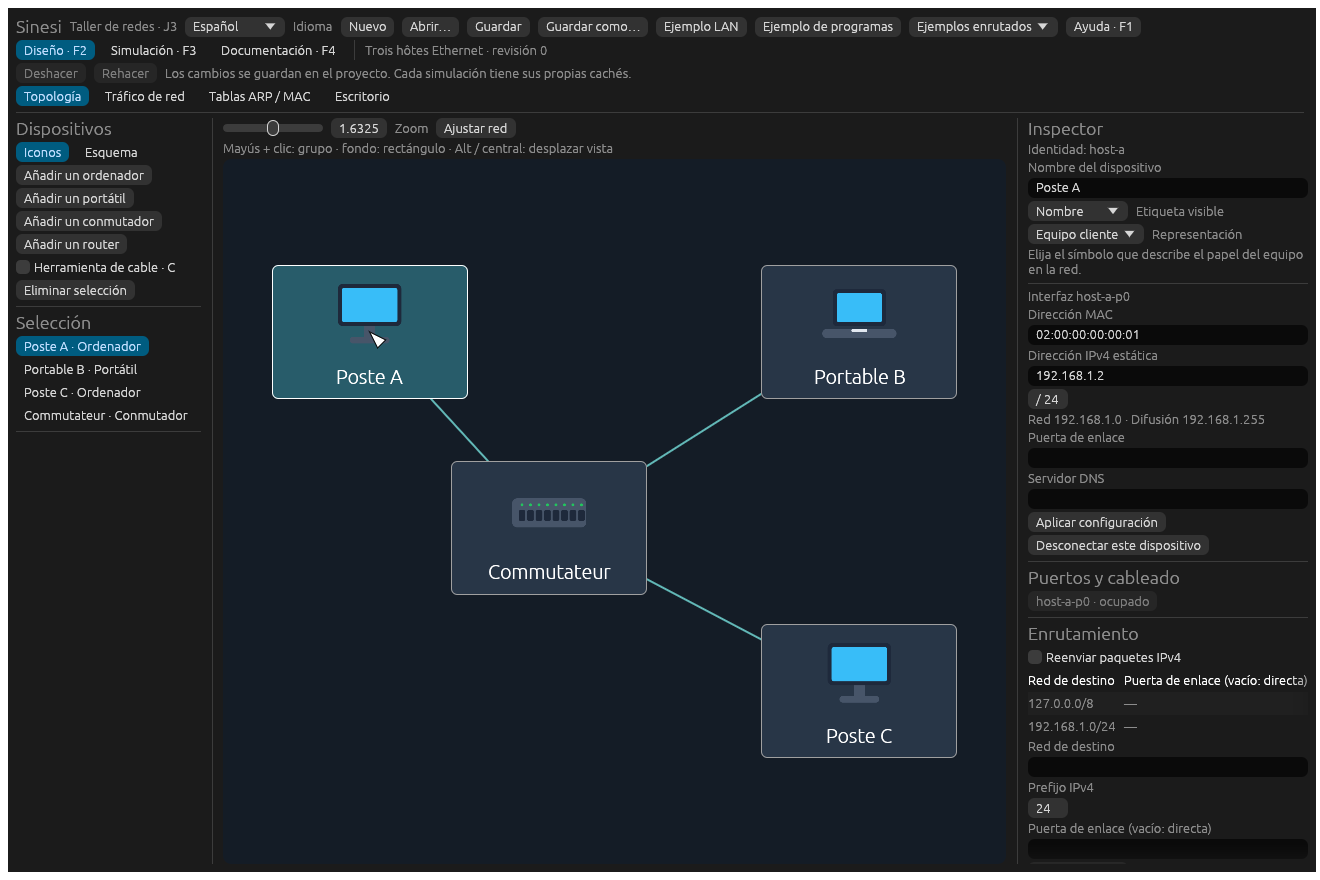 Sinesi Taller de redes · J3 Español Idioma Nuevo Abrir… Guardar Guardar como… Ejemplo LAN Ejemplo de programas Ejemplos enrutados Ayuda · F1
Diseño · F2 Simulación · F3 Documentación · F4 Trois hôtes Ethernet · revisión 0
Deshacer Rehacer Los cambios se guardan en el proyecto. Cada simulación tiene sus propias cachés.
Topología Tráfico de red Tablas ARP / MAC Escritorio
Dispositivos
Iconos Esquema
Añadir un ordenador
Añadir un portátil
Añadir un conmutador
Añadir un router
Herramienta de cable · C
Eliminar selección
Selección
Poste A · Ordenador
Portable B · Portátil
Poste C · Ordenador
Commutateur · Conmutador
1.6325 Zoom Ajustar red
Mayús + clic: grupo · fondo: rectángulo · Alt / central: desplazar vista
Poste A
Portable B
Commutateur
Poste C
Inspector
Identidad: host-a
Nombre del dispositivo
Poste A
Nombre Etiqueta visible
Equipo cliente Representación
Elija el símbolo que describe el papel del equipo
en la red.
Interfaz host-a-p0
Dirección MAC
02:00:00:00:00:01
Dirección IPv4 estática
192.168.1.2
/ 24
Red 192.168.1.0 · Difusión 192.168.1.255
Puerta de enlace
Servidor DNS
Aplicar configuración
Desconectar este dispositivo
Puertos y cableado
host-a-p0 · ocupado
Enrutamiento
Reenviar paquetes IPv4
Red de destino Puerta de enlace (vacío: directa)
127.0.0.0/8 —
192.168.1.0/24 —
Red de destino
Prefijo IPv4
24
Puerta de enlace (vacío: directa)